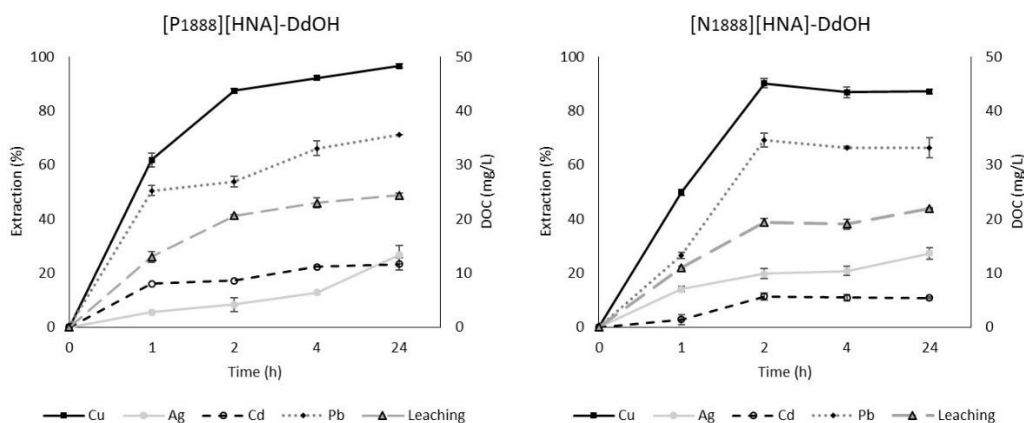 [P1888][HNA]-DdOH
100
80
60
40
20
0
Extraction (%)
50
40
30
20
10
0
DOC (mg/L)
0 1 2 4 24
Time (h)
Cu Ag Cd Pb Leaching
[N1888][HNA]-DdOH
100
80
60
40
20
0
Extraction (%)
50
40
30
20
10
0
DOC (mg/L)
0 1 2 4 24
Time (h)
Cu Ag Cd Pb Leaching